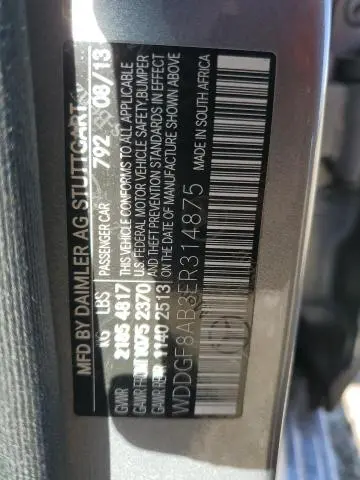 MFD BY DAIMLER AG STUTTGART
PASSENGER CAR 792 08/13
KG LBS
GVWR 2185 4817
GAWR 1075 2370
GAWR 1140 2513
THIS VEHICLE CONFORMS TO ALL APPLICABLE
U.S. FEDERAL MOTOR VEHICLE SAFETY, BUMPER
AND THEFT PREVENTION STANDARDS IN EFFECT
ON THE DATE OF MANUFACTURE SHOWN ABOVE
WDDGF8AB3ER314875
MADE IN SOUTH AFRICA